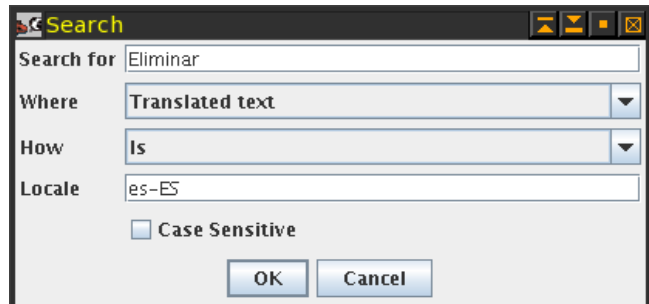 Search
Search for Eliminar
Where Translated text
How Is
Locale es-ES
Case Sensitive
OK Cancel